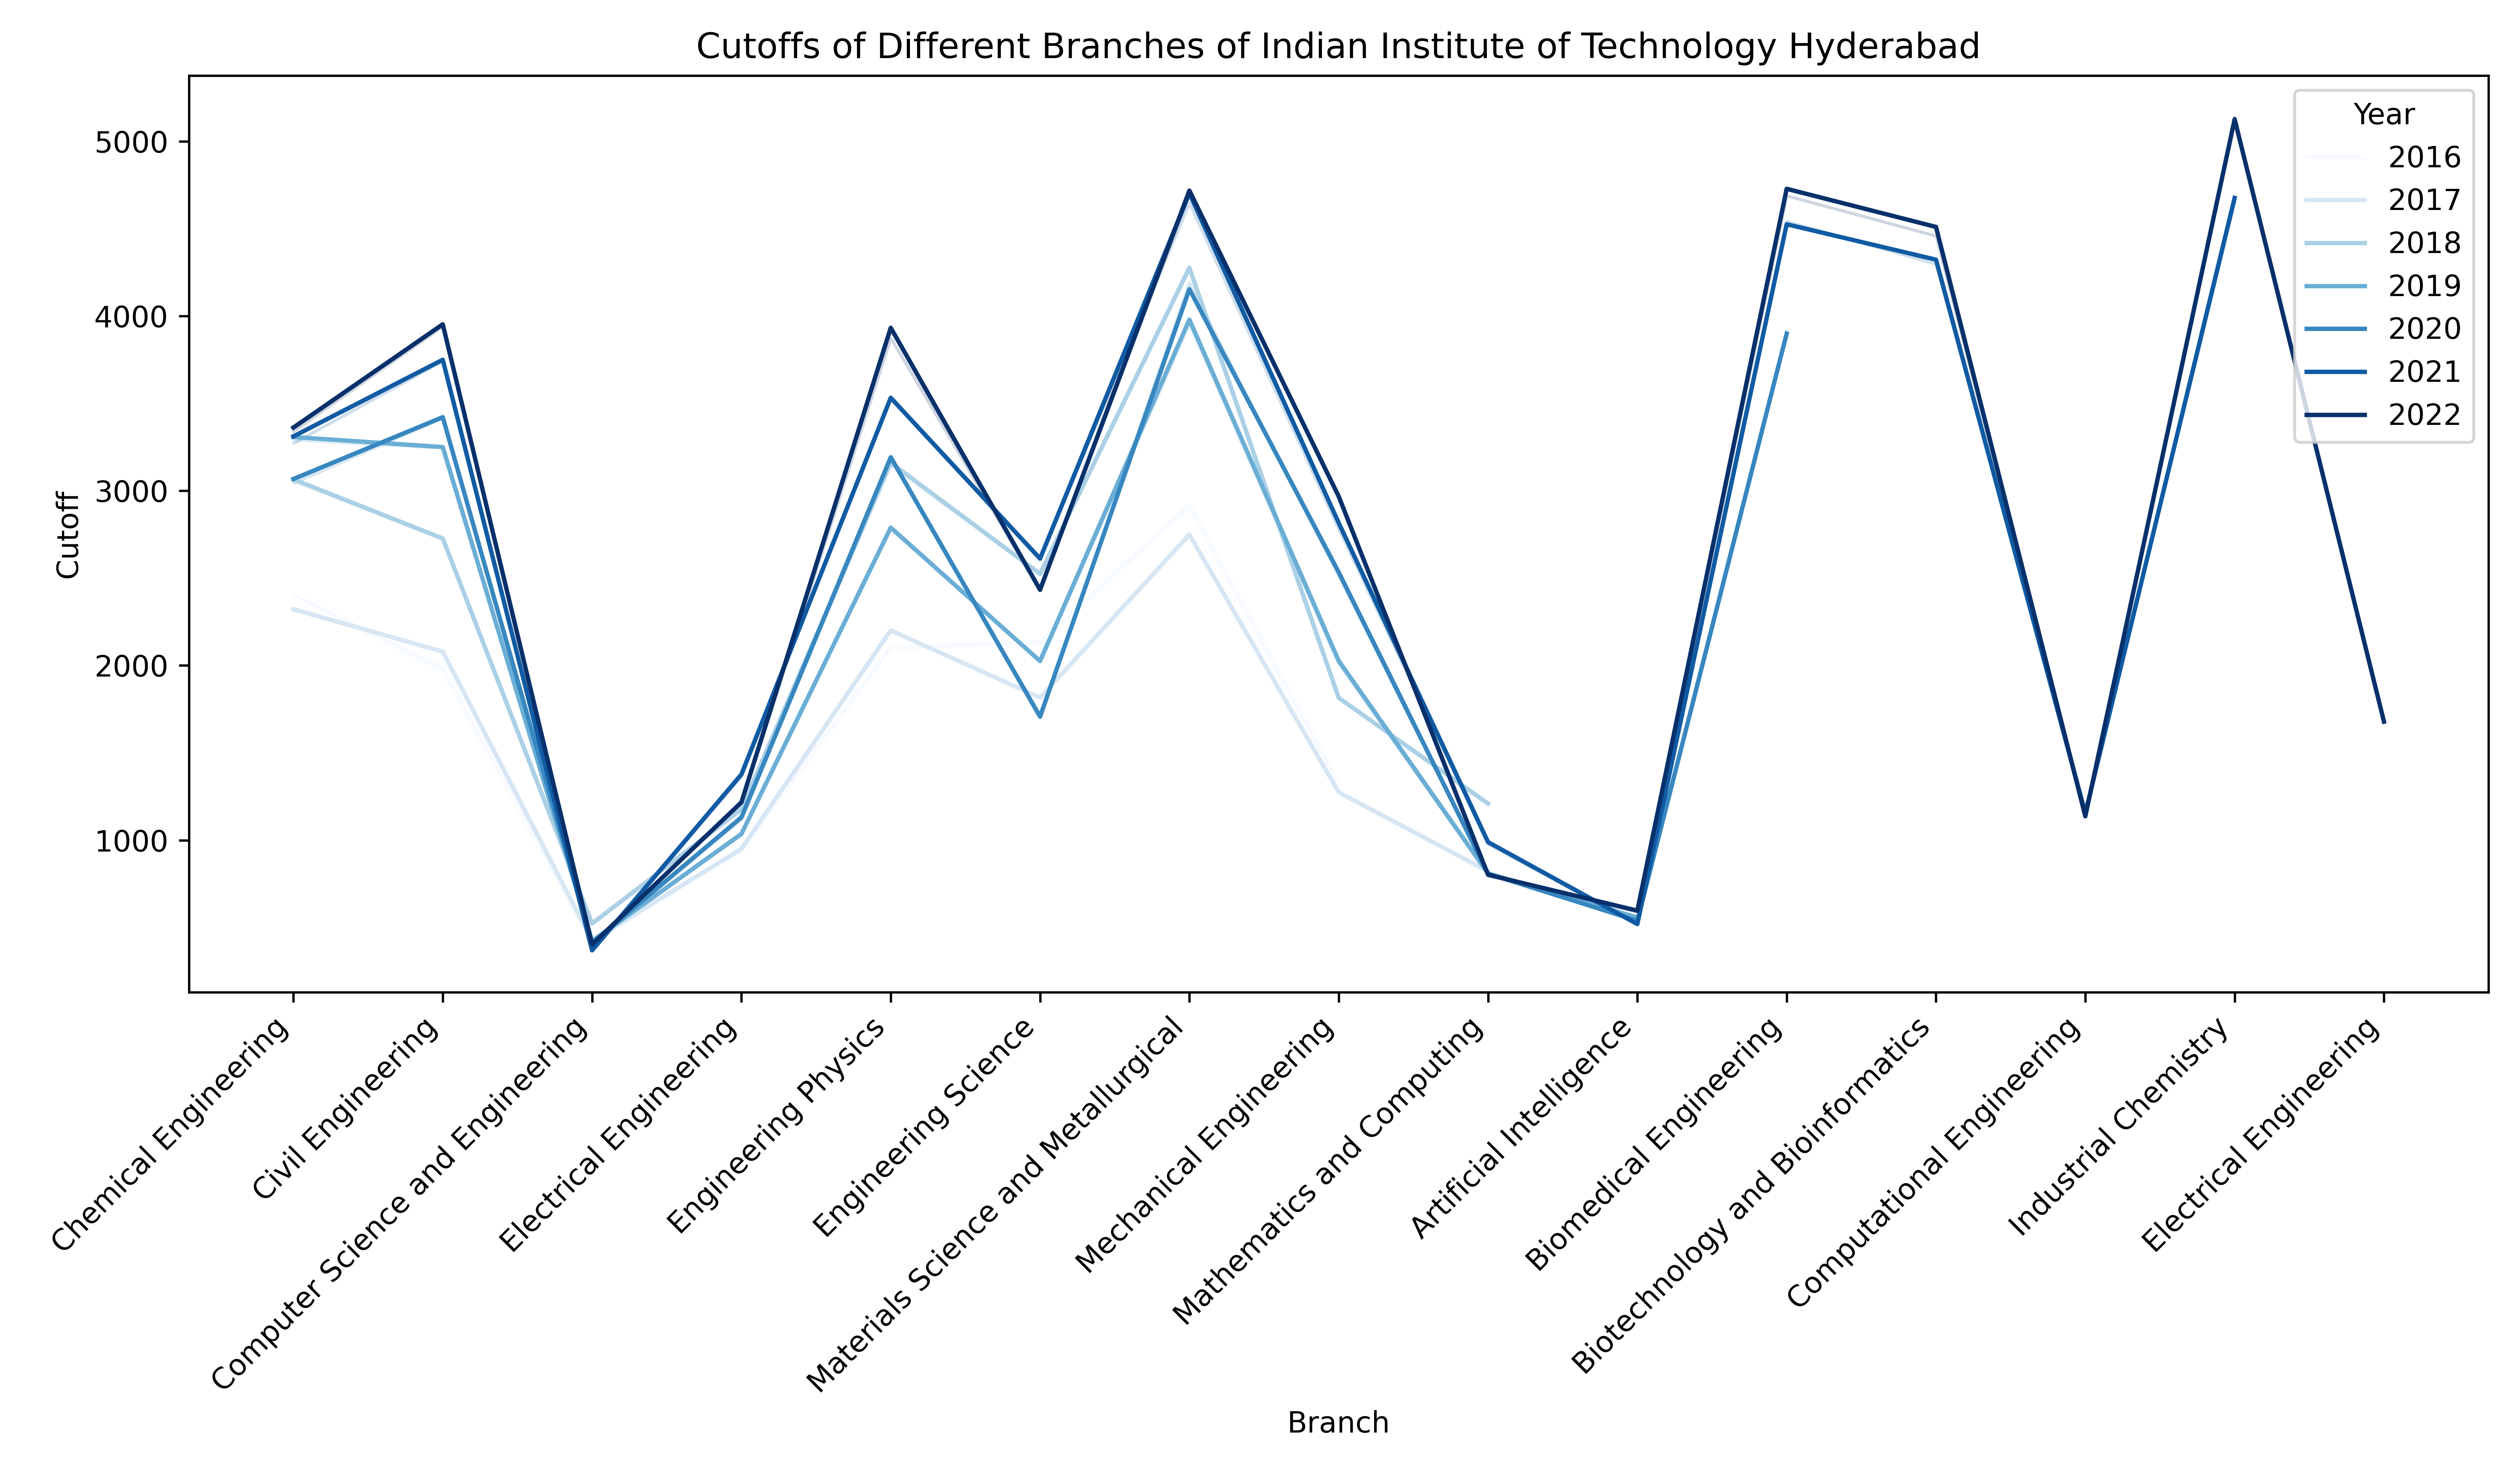 Cutoffs of Different Branches of Indian Institute of Technology Hyderabad
Year
2016
2017
2018
2019
2020
2021
2022
5000
4000
3000
2000
1000
Cutoff
Chemical Engineering
Civil Engineering
Computer Science and Engineering
Electrical Engineering
Engineering Physics
Engineering Science
Materials Science and Metallurgical
Mechanical Engineering
Mathematics and Computing
Artificial Intelligence
Biomedical Engineering
Biotechnology and Bioinformatics
Computational Engineering
Industrial Chemistry
Electrical Engineering
Branch